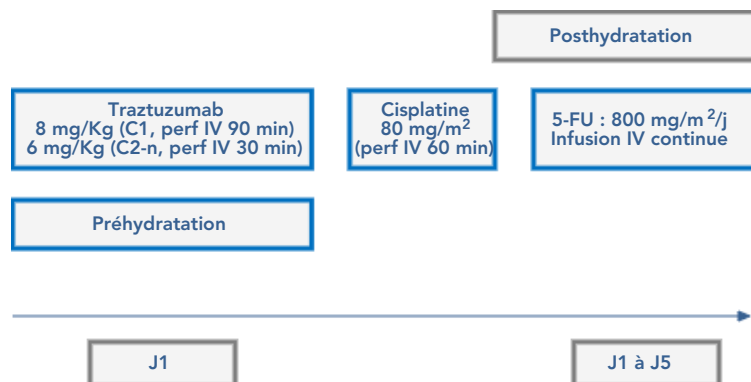 Posthydratation
Traztuzumab
8 mg/Kg (C1, perf IV 90 min)
6 mg/Kg (C2-n, perf IV 30 min)
Cisplatine
80 mg/m²
(perf IV 60 min)
5-FU : 800 mg/m²/j
Infusion IV continue
Préhydratation
J1
J1 à J5